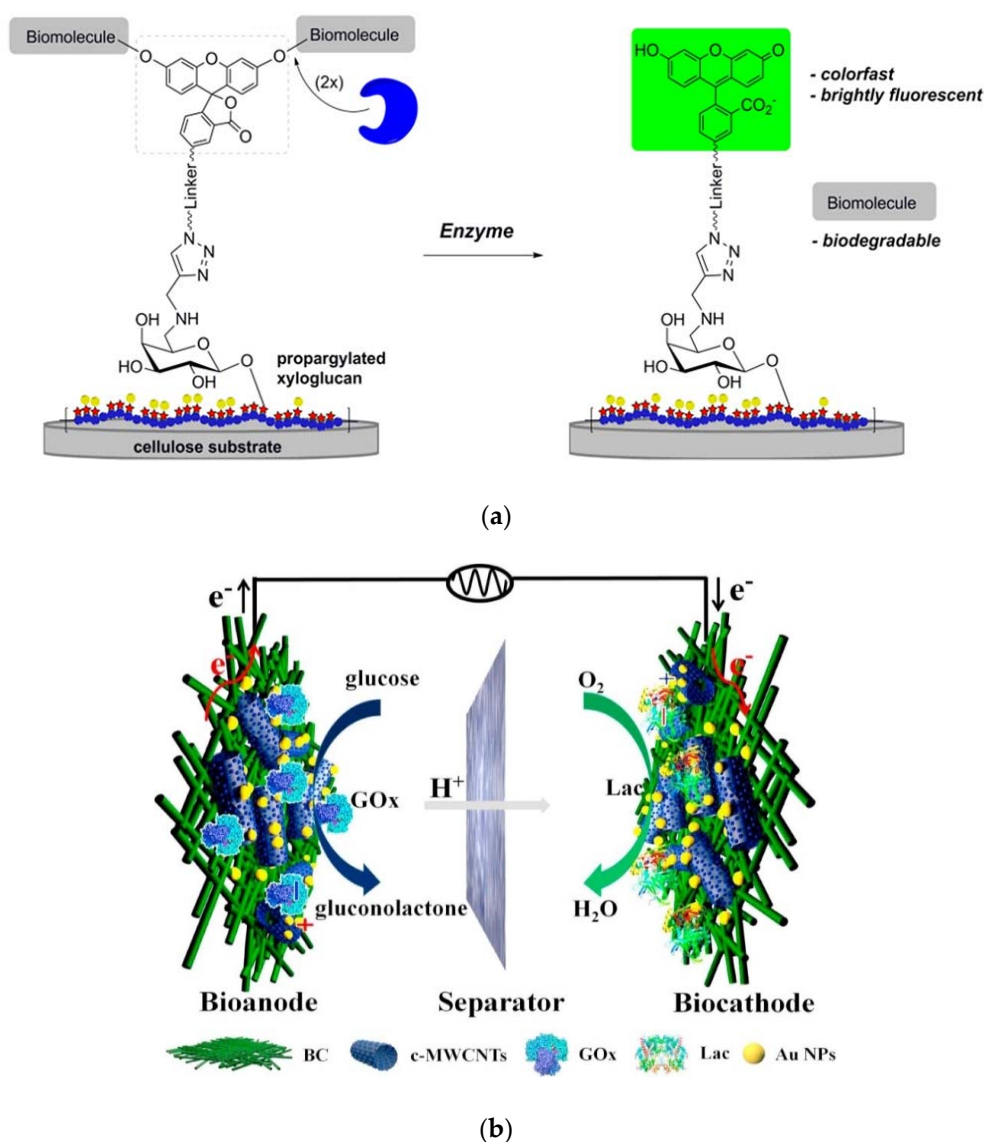 Biomolecule
Biomolecule
O
O
O
(2x)
O
O
Linker
N
N
N
NH
OH
O
O
HO
OH
propargylated
xyloglucan
cellulose substrate
Enzyme
HO
O
O
CO₂⁻
- colorfast
- brightly fluorescent
Linker
Biomolecule
- biodegradable
N
N
N
NH
OH
O
O
HO
OH
(a)
e⁻
e⁻
e⁻
e⁻
glucose
O₂
GOx
H⁺
Lac
gluconolactone
H₂O
+
−
+
−
Bioanode
Separator
Biocathode
BC
c-MWCNTs
GOx
Lac
Au NPs
(b)